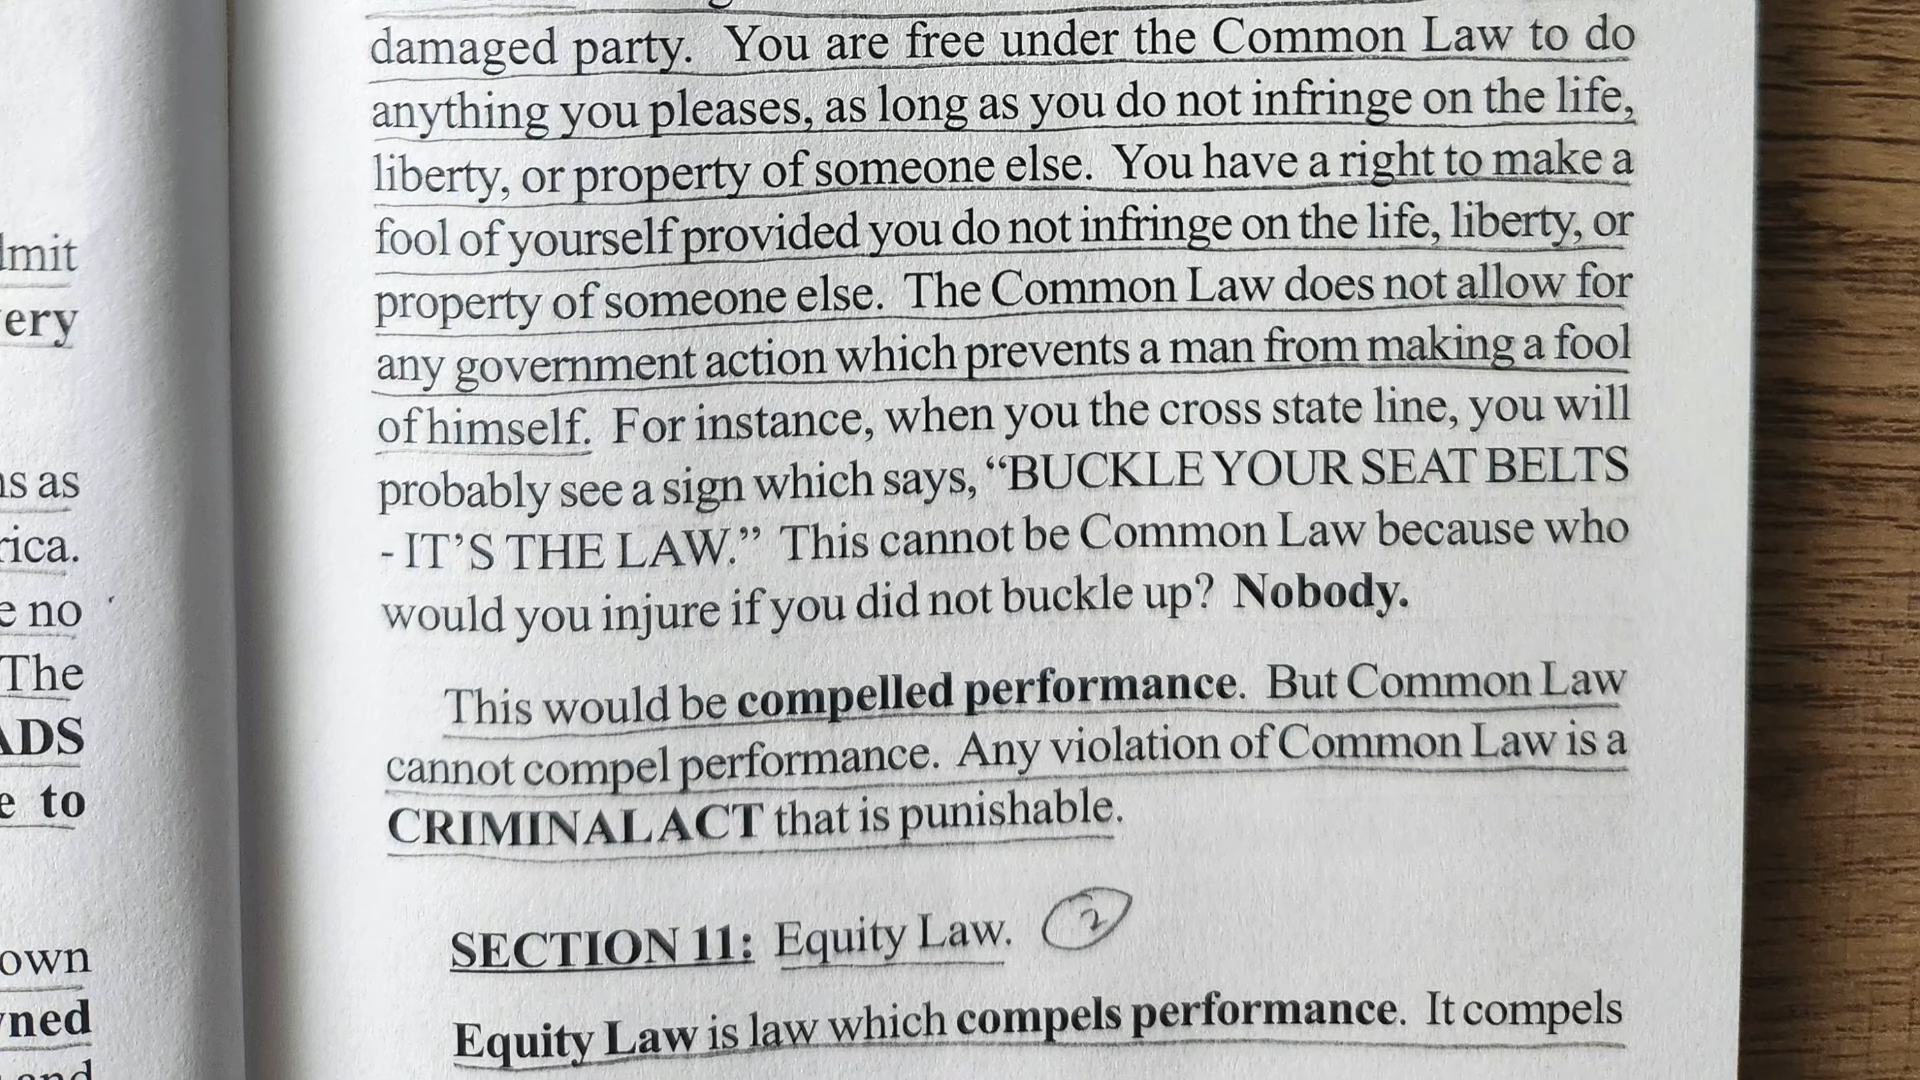 lmit
ery
as as
rica.
e no
The
ADS
e to
own
ned
and
damaged party. You are free under the Common Law to do
anything you pleases, as long as you do not infringe on the life,
liberty, or property of someone else. You have a right to make a
fool of yourself provided you do not infringe on the life, liberty, or
property of someone else. The Common Law does not allow for
any government action which prevents a man from making a fool
of himself. For instance, when you the cross state line, you will
probably see a sign which says, “BUCKLE YOUR SEAT BELTS
- IT’S THE LAW.” This cannot be Common Law because who
would you injure if you did not buckle up? Nobody.
This would be compelled performance. But Common Law
cannot compel performance. Any violation of Common Law is a
CRIMINAL ACT that is punishable.
SECTION 11: Equity Law. 2
Equity Law is law which compels performance. It compels